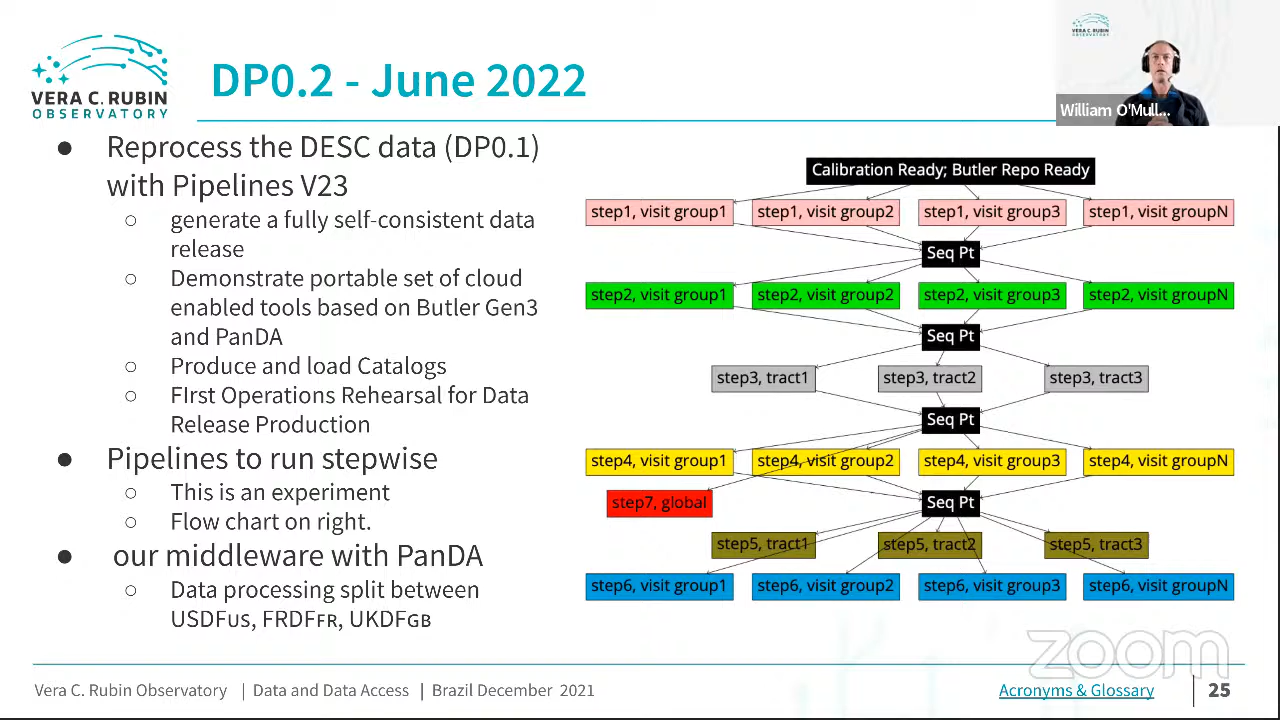 VERA C. RUBIN
OBSERVATORY
DP0.2 - June 2022
VERA C. RUBIN
OBSERVATORY
William O'Mull...
● Reprocess the DESC data (DP0.1)
with Pipelines V23
○ generate a fully self-consistent data
release
○ Demonstrate portable set of cloud
enabled tools based on Butler Gen3
and PanDA
○ Produce and load Catalogs
○ FIrst Operations Rehearsal for Data
Release Production
● Pipelines to run stepwise
○ This is an experiment
○ Flow chart on right.
● our middleware with PanDA
○ Data processing split between
USDFUS, FRDFFR, UKDFGB
Calibration Ready; Butler Repo Ready
step1, visit group1 step1, visit group2 step1, visit group3 step1, visit groupN
Seq Pt
step2, visit group1 step2, visit group2 step2, visit group3 step2, visit groupN
Seq Pt
step3, tract1 step3, tract2 step3, tract3
Seq Pt
step4, visit group1 step4, visit group2 step4, visit group3 step4, visit groupN
step7, global Seq Pt
step5, tract1 step5, tract2 step5, tract3
step6, visit group1 step6, visit group2 step6, visit group3 step6, visit groupN
zoom
Vera C. Rubin Observatory | Data and Data Access | Brazil December 2021 Acronyms & Glossary | 25